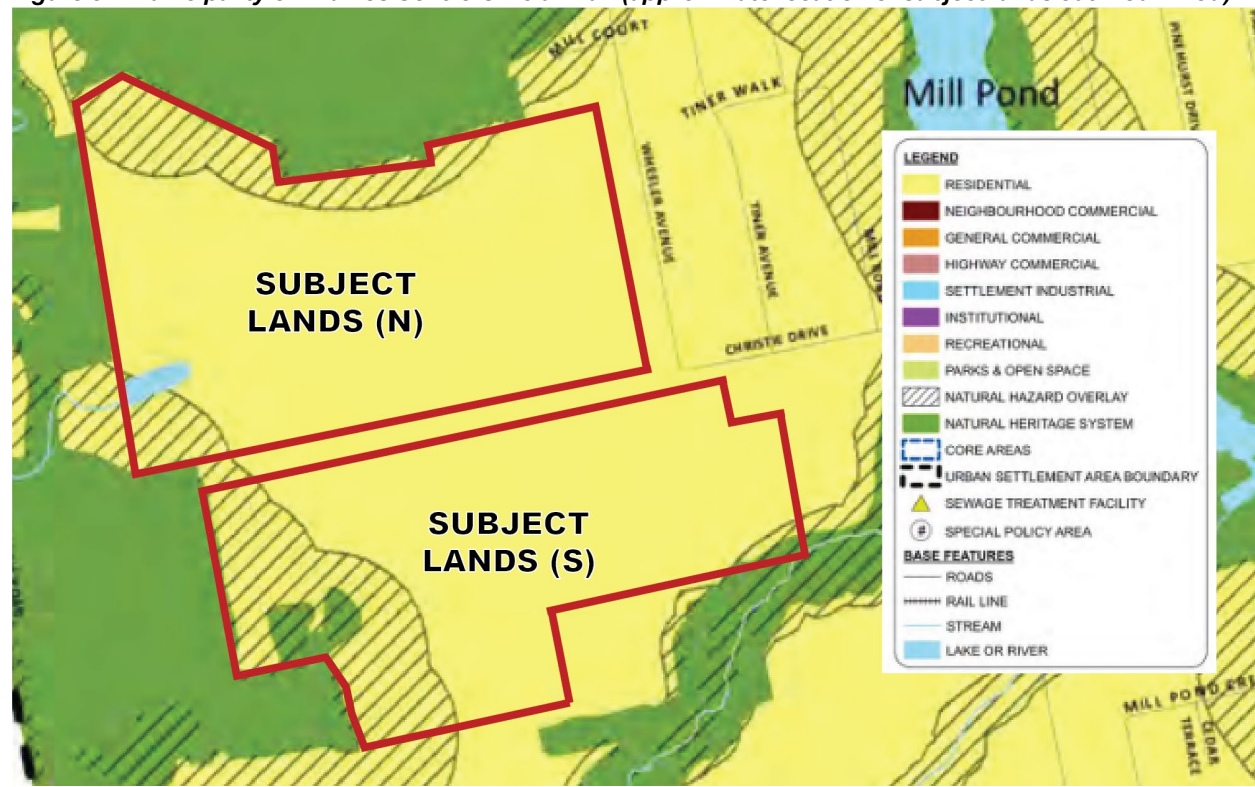 MILL COURT
TINER WALK
WHEELER AVENUE
TINER AVENUE
CHRISTIE DRIVE
Mill Pond
SUBJECT
LANDS (N)
SUBJECT
LANDS (S)
LEGEND
RESIDENTIAL
NEIGHBOURHOOD COMMERCIAL
GENERAL COMMERCIAL
HIGHWAY COMMERCIAL
SETTLEMENT INDUSTRIAL
INSTITUTIONAL
RECREATIONAL
PARKS & OPEN SPACE
NATURAL HAZARD OVERLAY
NATURAL HERITAGE SYSTEM
CORE AREAS
URBAN SETTLEMENT AREA BOUNDARY
SEWAGE TREATMENT FACILITY
# SPECIAL POLICY AREA
BASE FEATURES
ROADS
RAIL LINE
STREAM
LAKE OR RIVER
MILL POND
CEDAR
TERRACE